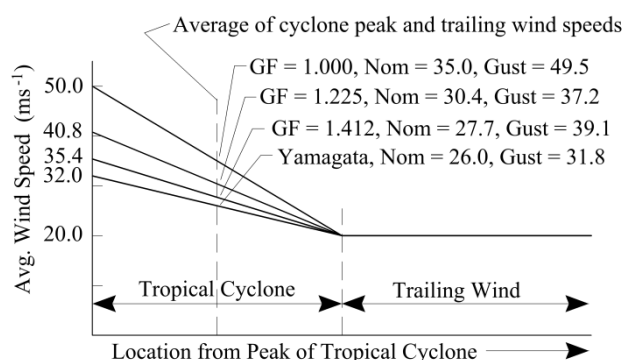 Average of cyclone peak and trailing wind speeds
GF = 1.000, Nom = 35.0, Gust = 49.5
GF = 1.225, Nom = 30.4, Gust = 37.2
GF = 1.412, Nom = 27.7, Gust = 39.1
Yamagata, Nom = 26.0, Gust = 31.8
Avg. Wind Speed (ms-1)
50.0
40.8
35.4
32.0
20.0
Tropical Cyclone
Trailing Wind
Location from Peak of Tropical Cyclone